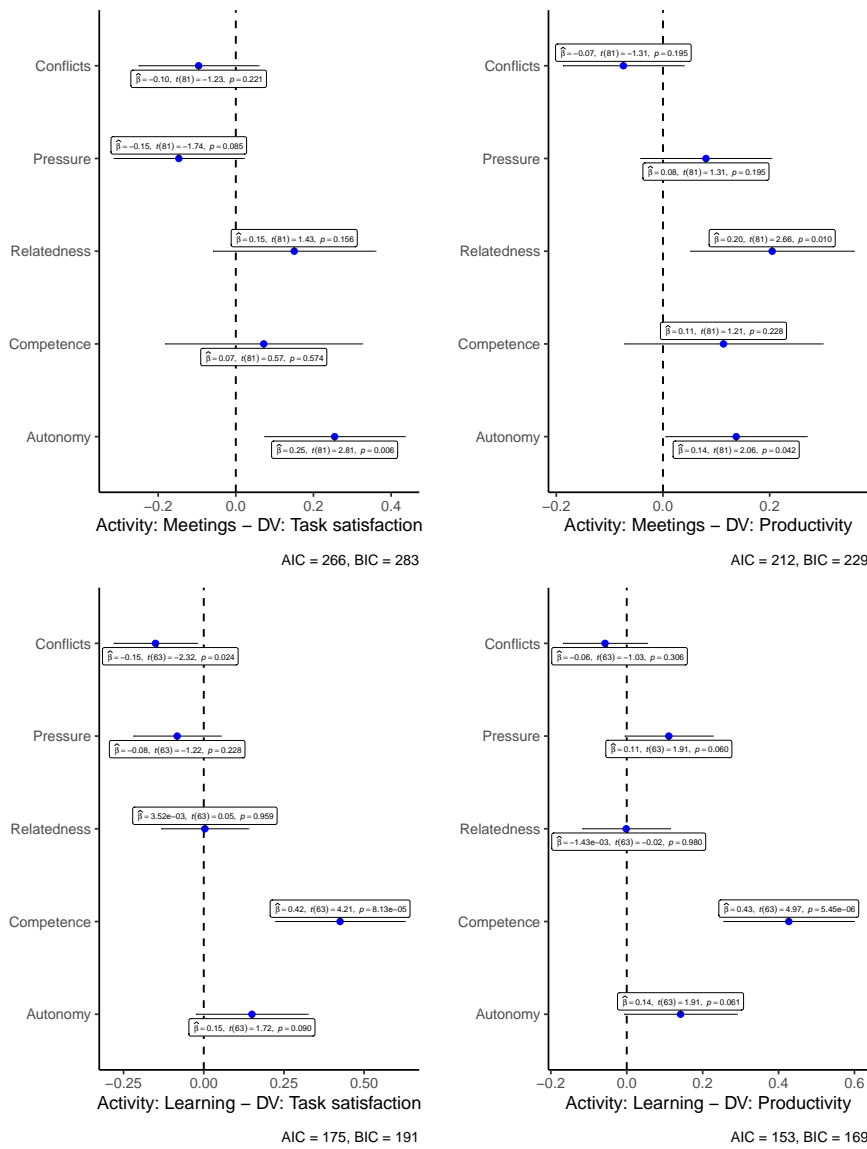 Conflicts
β̂ = −0.10, t(81) = −1.23, p = 0.221
Pressure
β̂ = −0.15, t(81) = −1.74, p = 0.085
Relatedness
β̂ = 0.15, t(81) = 1.43, p = 0.156
Competence
β̂ = 0.07, t(81) = 0.57, p = 0.574
Autonomy
β̂ = 0.25, t(81) = 2.81, p = 0.006
−0.2 0.0 0.2 0.4
Activity: Meetings − DV: Task satisfaction
AIC = 266, BIC = 283
Conflicts
β̂ = −0.07, t(81) = −1.31, p = 0.195
Pressure
β̂ = 0.08, t(81) = 1.31, p = 0.195
Relatedness
β̂ = 0.20, t(81) = 2.66, p = 0.010
Competence
β̂ = 0.11, t(81) = 1.21, p = 0.228
Autonomy
β̂ = 0.14, t(81) = 2.06, p = 0.042
−0.2 0.0 0.2
Activity: Meetings − DV: Productivity
AIC = 212, BIC = 229
Conflicts
β̂ = −0.15, t(63) = −2.32, p = 0.024
Pressure
β̂ = −0.08, t(63) = −1.22, p = 0.228
Relatedness
β̂ = 3.52e−03, t(63) = 0.05, p = 0.959
Competence
β̂ = 0.42, t(63) = 4.21, p = 8.13e−05
Autonomy
β̂ = 0.15, t(63) = 1.72, p = 0.090
−0.25 0.00 0.25 0.50
Activity: Learning − DV: Task satisfaction
AIC = 175, BIC = 191
Conflicts
β̂ = −0.06, t(63) = −1.03, p = 0.306
Pressure
β̂ = 0.11, t(63) = 1.91, p = 0.060
Relatedness
β̂ = −1.43e−03, t(63) = −0.02, p = 0.980
Competence
β̂ = 0.43, t(63) = 4.97, p = 5.45e−06
Autonomy
β̂ = 0.14, t(63) = 1.91, p = 0.061
−0.2 0.0 0.2 0.4 0.6
Activity: Learning − DV: Productivity
AIC = 153, BIC = 169